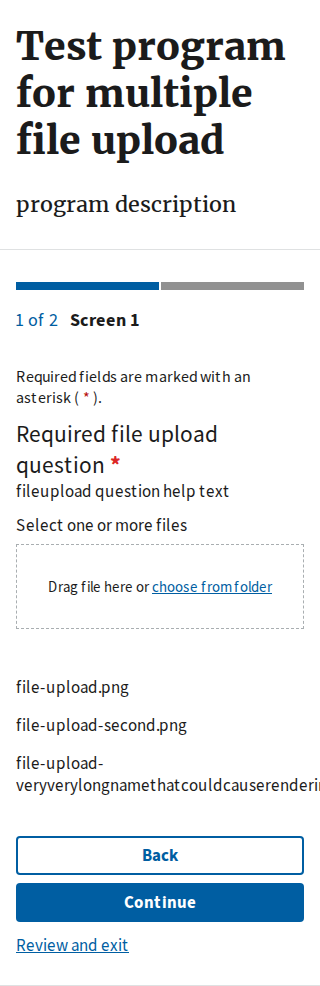 Test program
for multiple
file upload
program description
1 of 2 Screen 1
Required fields are marked with an
asterisk ( * ).
Required file upload
question *
fileupload question help text
Select one or more files
Drag file here or choose from folder
file-upload.png
file-upload-second.png
file-upload-
veryverylongnamethatcouldcauserenderin
Back
Continue
Review and exit